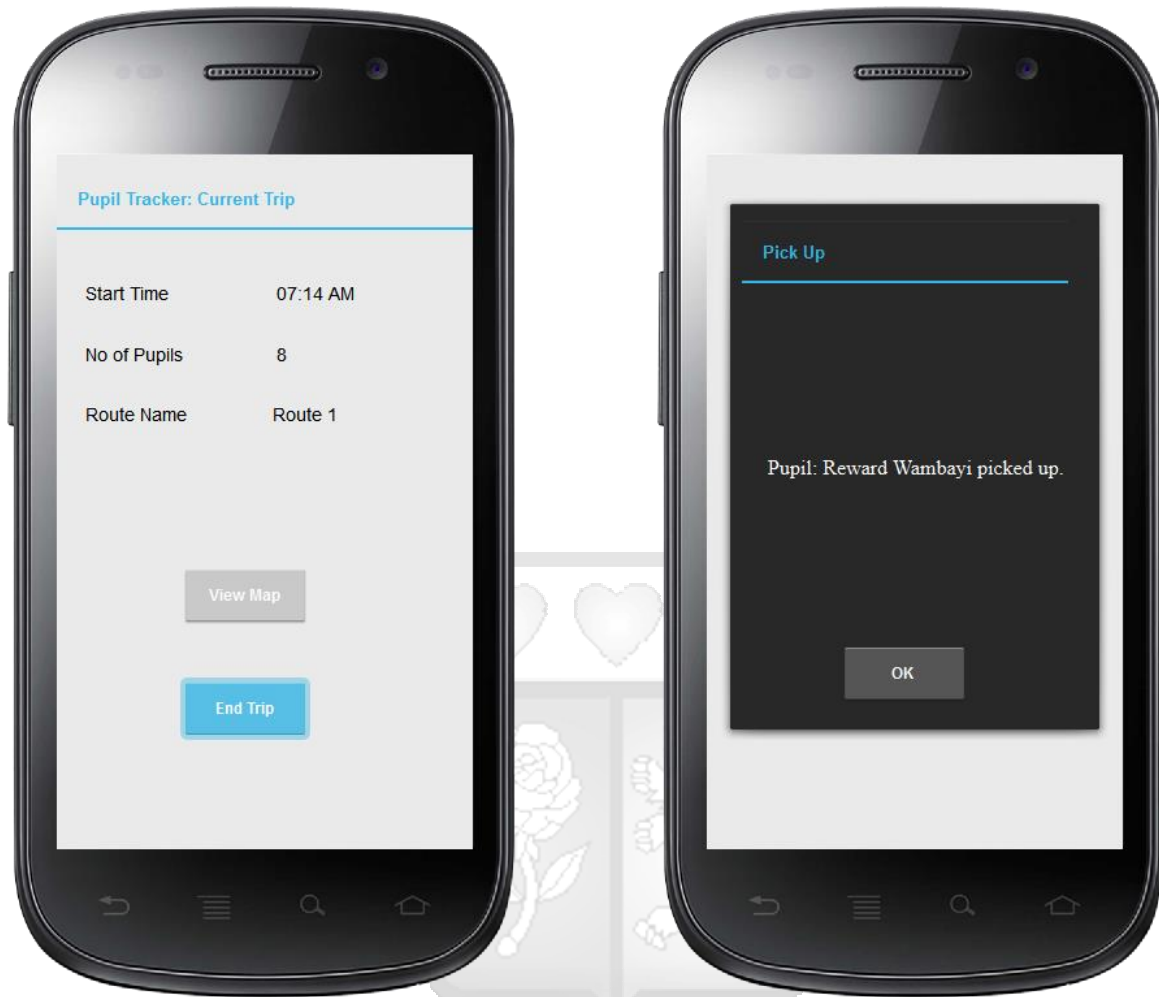 Pupil Tracker: Current Trip
Start Time 07:14 AM
No of Pupils 8
Route Name Route 1
View Map
End Trip
Pick Up
Pupil: Reward Wambayi picked up.
OK